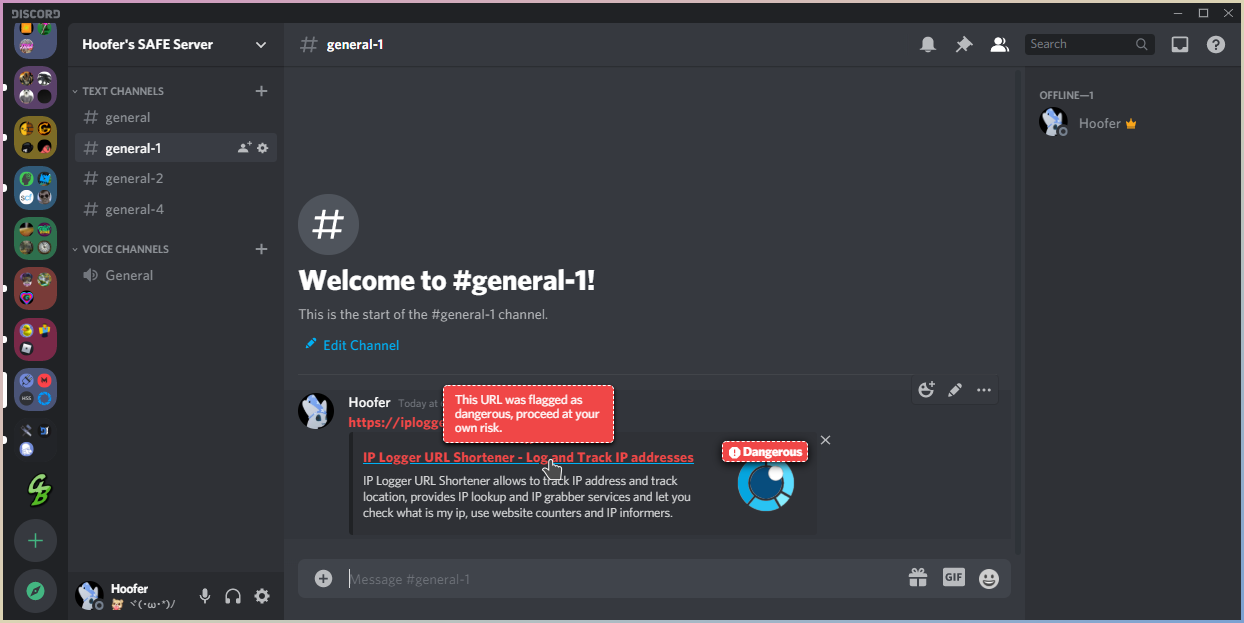 DISCORD
Hoofer's SAFE Server
general-1
Search
TEXT CHANNELS
general
general-1
general-2
general-4
VOICE CHANNELS
General
Welcome to #general-1!
This is the start of the #general-1 channel.
Edit Channel
Hoofer Today at
https://iplogge
This URL was flagged as
dangerous, proceed at your
own risk.
Dangerous
IP Logger URL Shortener - Log and Track IP addresses
IP Logger URL Shortener allows to track IP address and track
location, provides IP lookup and IP grabber services and let you
check what is my ip, use website counters and IP informers.
Message #general-1
GIF
OFFLINE—1
Hoofer
Hoofer
ヾ(･ω･*)/